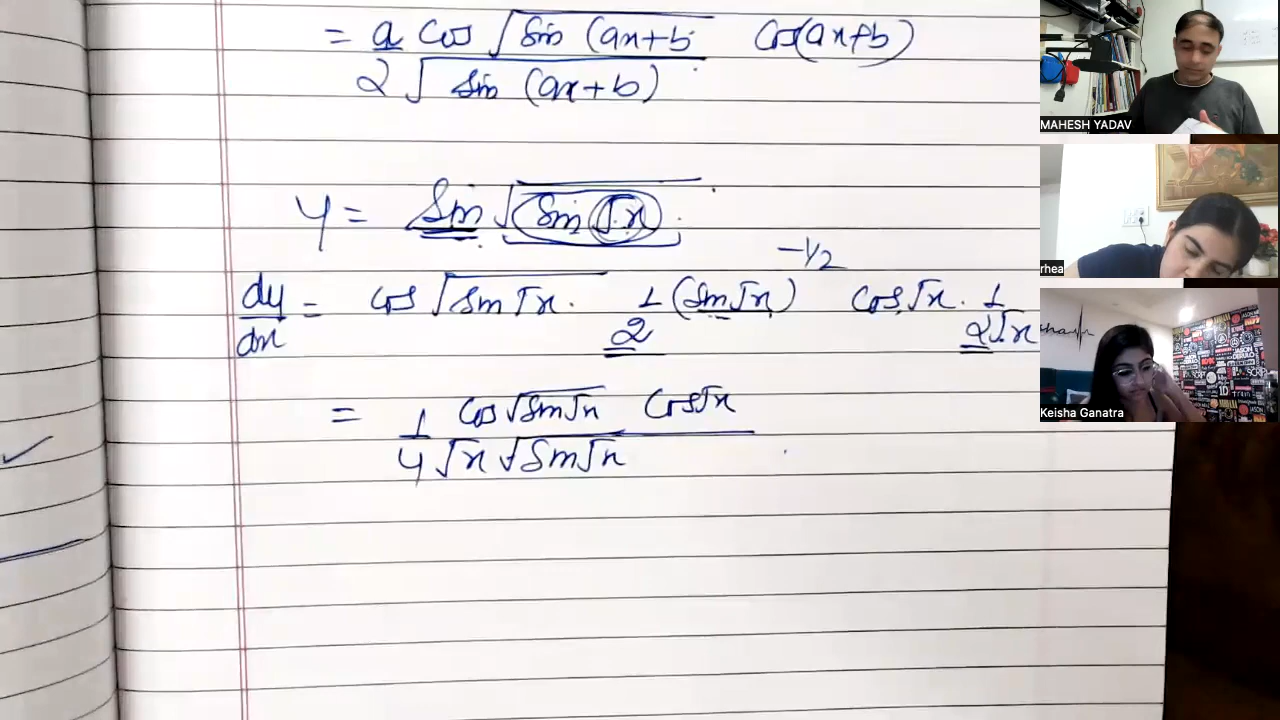 = a cos √sin (ax+b cos(ax+b)
2 √ sin (ax+b)
y = sin √sin √x
dy/dx = cos √sin √x . 1/2 (sin √x) -1/2 cos √x . 1/2√x
= 1 cos √sin √x cos √x
4 √x √sin √x
MAHESH YADAV
rhea
Keisha Ganatra